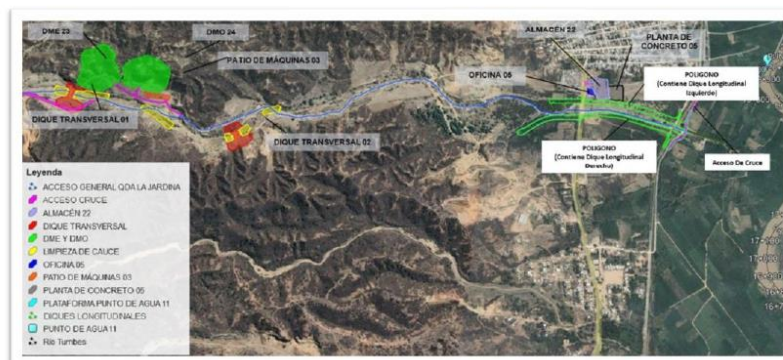 DME 23
DMO 24
PATIO DE MÁQUINAS 03
ALMACÉN 22
PLANTA DE
CONCRETO 05
OFICINA 05
POLIGONO
(Contiene Dique Longitudinal
Izquierdo)
DIQUE TRANSVERSAL 01
DIQUE TRANSVERSAL 02
POLIGONO
(Contiene Dique Longitudinal
Derecho)
Acceso De Cruce
Leyenda
ACCESO GENERAL QDA LA JARDINA
ACCESO CRUCE
ALMACÉN 22
DIQUE TRANSVERSAL
DME Y DMO
LIMPIEZA DE CAUCE
OFICINA 05
PATIO DE MÁQUINAS 03
PLANTA DE CONCRETO 05
PLATAFORMA PUNTO DE AGUA 11
DIQUES LONGITUDINALES
PUNTO DE AGUA 11
Río Tumbes